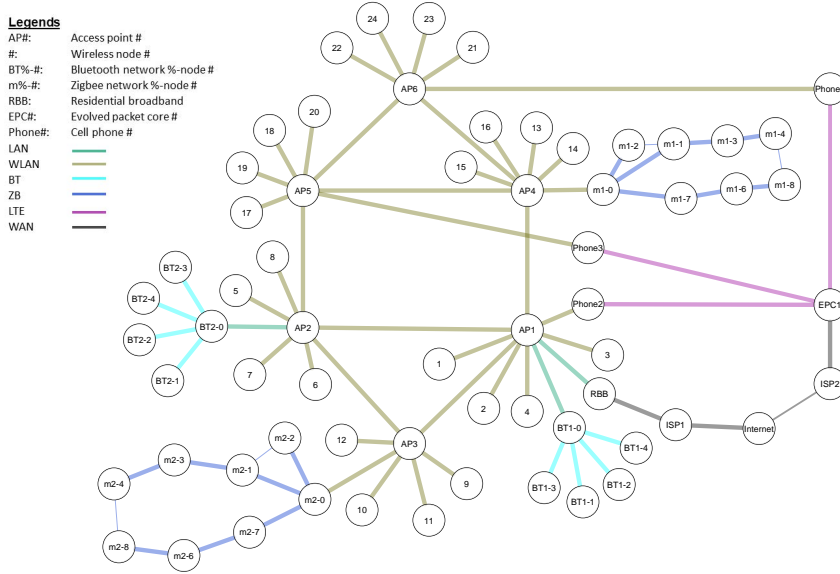 Legends
AP#: Access point #
#: Wireless node #
BT%-#: Bluetooth network %-node #
m%-#: Zigbee network %-node #
RBB: Residential broadband
EPC#: Evolved packet core #
Phone#: Cell phone #
LAN
WLAN
BT
ZB
LTE
WAN
24
23
22
21
AP6
Phone
20
18
16
13
14
15
19
17
AP5
AP4
m1-0
m1-2
m1-1
m1-3
m1-4
m1-7
m1-6
m1-8
Phone3
Phone2
EPC1
8
5
BT2-3
BT2-4
BT2-2
BT2-1
BT2-0
AP2
7
6
AP1
1
2
4
3
RBB
ISP1
Internet
ISP2
BT1-0
BT1-4
BT1-2
BT1-1
BT1-3
12
AP3
9
10
11
m2-2
m2-3
m2-1
m2-4
m2-0
m2-7
m2-8
m2-6